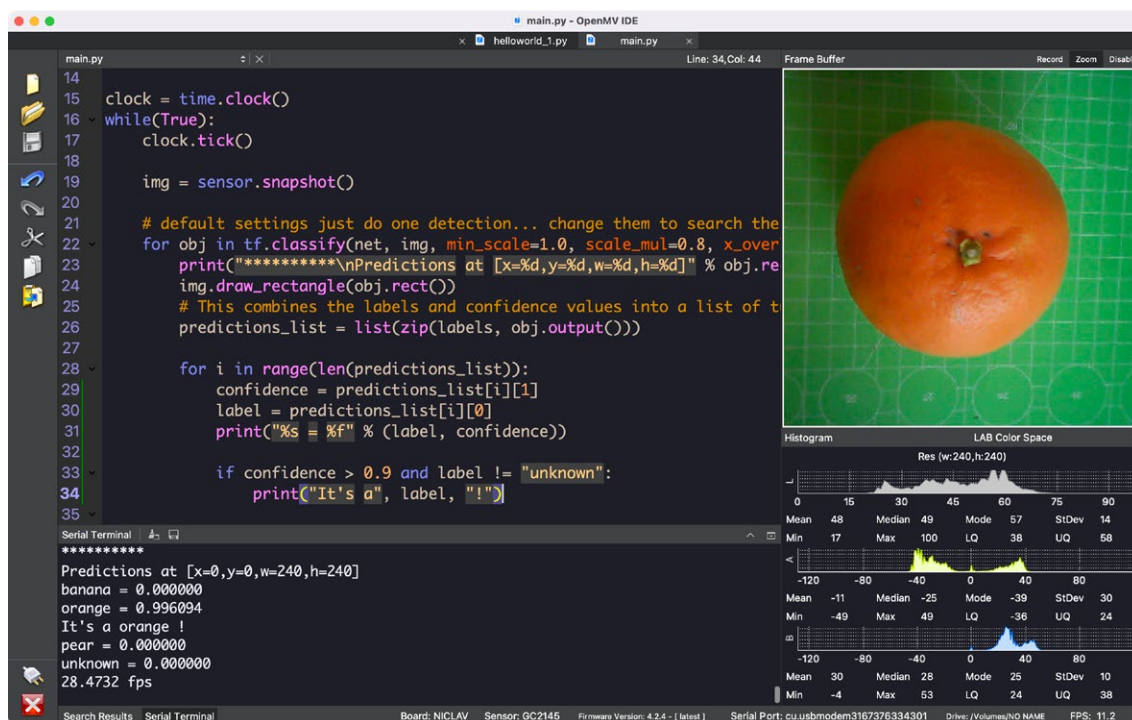 main.py - OpenMV IDE
helloworld_1.py main.py
main.py Line: 34,Col: 44 Frame Buffer Record Zoom Disabl
14
15 clock = time.clock()
16 while(True):
17 clock.tick()
18
19 img = sensor.snapshot()
20
21 # default settings just do one detection... change them to search the
22 for obj in tf.classify(net, img, min_scale=1.0, scale_mul=0.8, x_over
23 print("**********\nPredictions at [x=%d,y=%d,w=%d,h=%d]" % obj.re
24 img.draw_rectangle(obj.rect())
25 # This combines the labels and confidence values into a list of t
26 predictions_list = list(zip(labels, obj.output()))
27
28 for i in range(len(predictions_list)):
29 confidence = predictions_list[i][1]
30 label = predictions_list[i][0]
31 print("%s = %f" % (label, confidence))
32
33 if confidence > 0.9 and label != "unknown":
34 print("It's a", label, "!")
35
Serial Terminal
**********
Predictions at [x=0,y=0,w=240,h=240]
banana = 0.000000
orange = 0.996094
It's a orange !
pear = 0.000000
unknown = 0.000000
28.4732 fps
Histogram LAB Color Space
Res (w:240,h:240)
L
0 15 30 45 60 75 90
Mean 48 Median 49 Mode 57 StDev 14
Min 17 Max 100 LQ 38 UQ 58
A
-120 -80 -40 0 40 80
Mean -11 Median -25 Mode -39 StDev 30
Min -49 Max 49 LQ -36 UQ 24
B
-120 -80 -40 0 40 80
Mean 30 Median 28 Mode 25 StDev 10
Min -4 Max 53 LQ 24 UQ 38
Search Results Serial Terminal Board: NICLAV Sensor: GC2145 Firmware Version: 4.2.4 - [ latest ] Serial Port: cu.usbmodem3167376334301 Drive: /Volumes/NO NAME FPS: 11.2